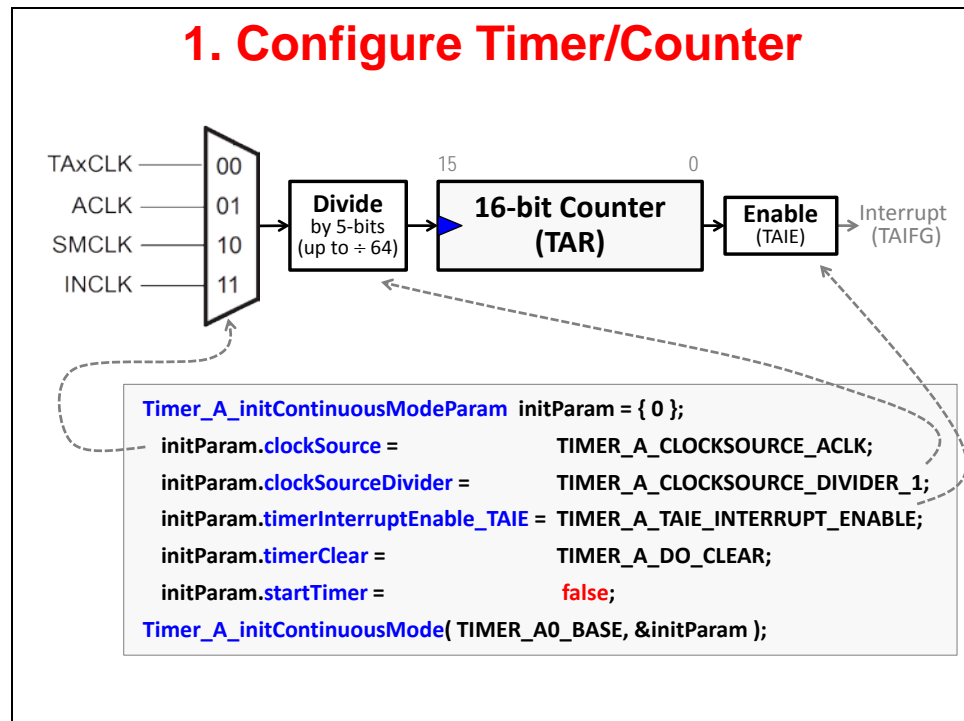 1. Configure Timer/Counter
TAxCLK
ACLK
SMCLK
INCLK
00
01
10
11
Divide
by 5-bits
(up to ÷ 64)
15
0
16-bit Counter
(TAR)
Enable
(TAIE)
Interrupt
(TAIFG)
Timer_A_initContinuousModeParam initParam = { 0 };
initParam.clockSource = TIMER_A_CLOCKSOURCE_ACLK;
initParam.clockSourceDivider = TIMER_A_CLOCKSOURCE_DIVIDER_1;
initParam.timerInterruptEnable_TAIE = TIMER_A_TAIE_INTERRUPT_ENABLE;
initParam.timerClear = TIMER_A_DO_CLEAR;
initParam.startTimer = false;
Timer_A_initContinuousMode( TIMER_A0_BASE, &initParam );